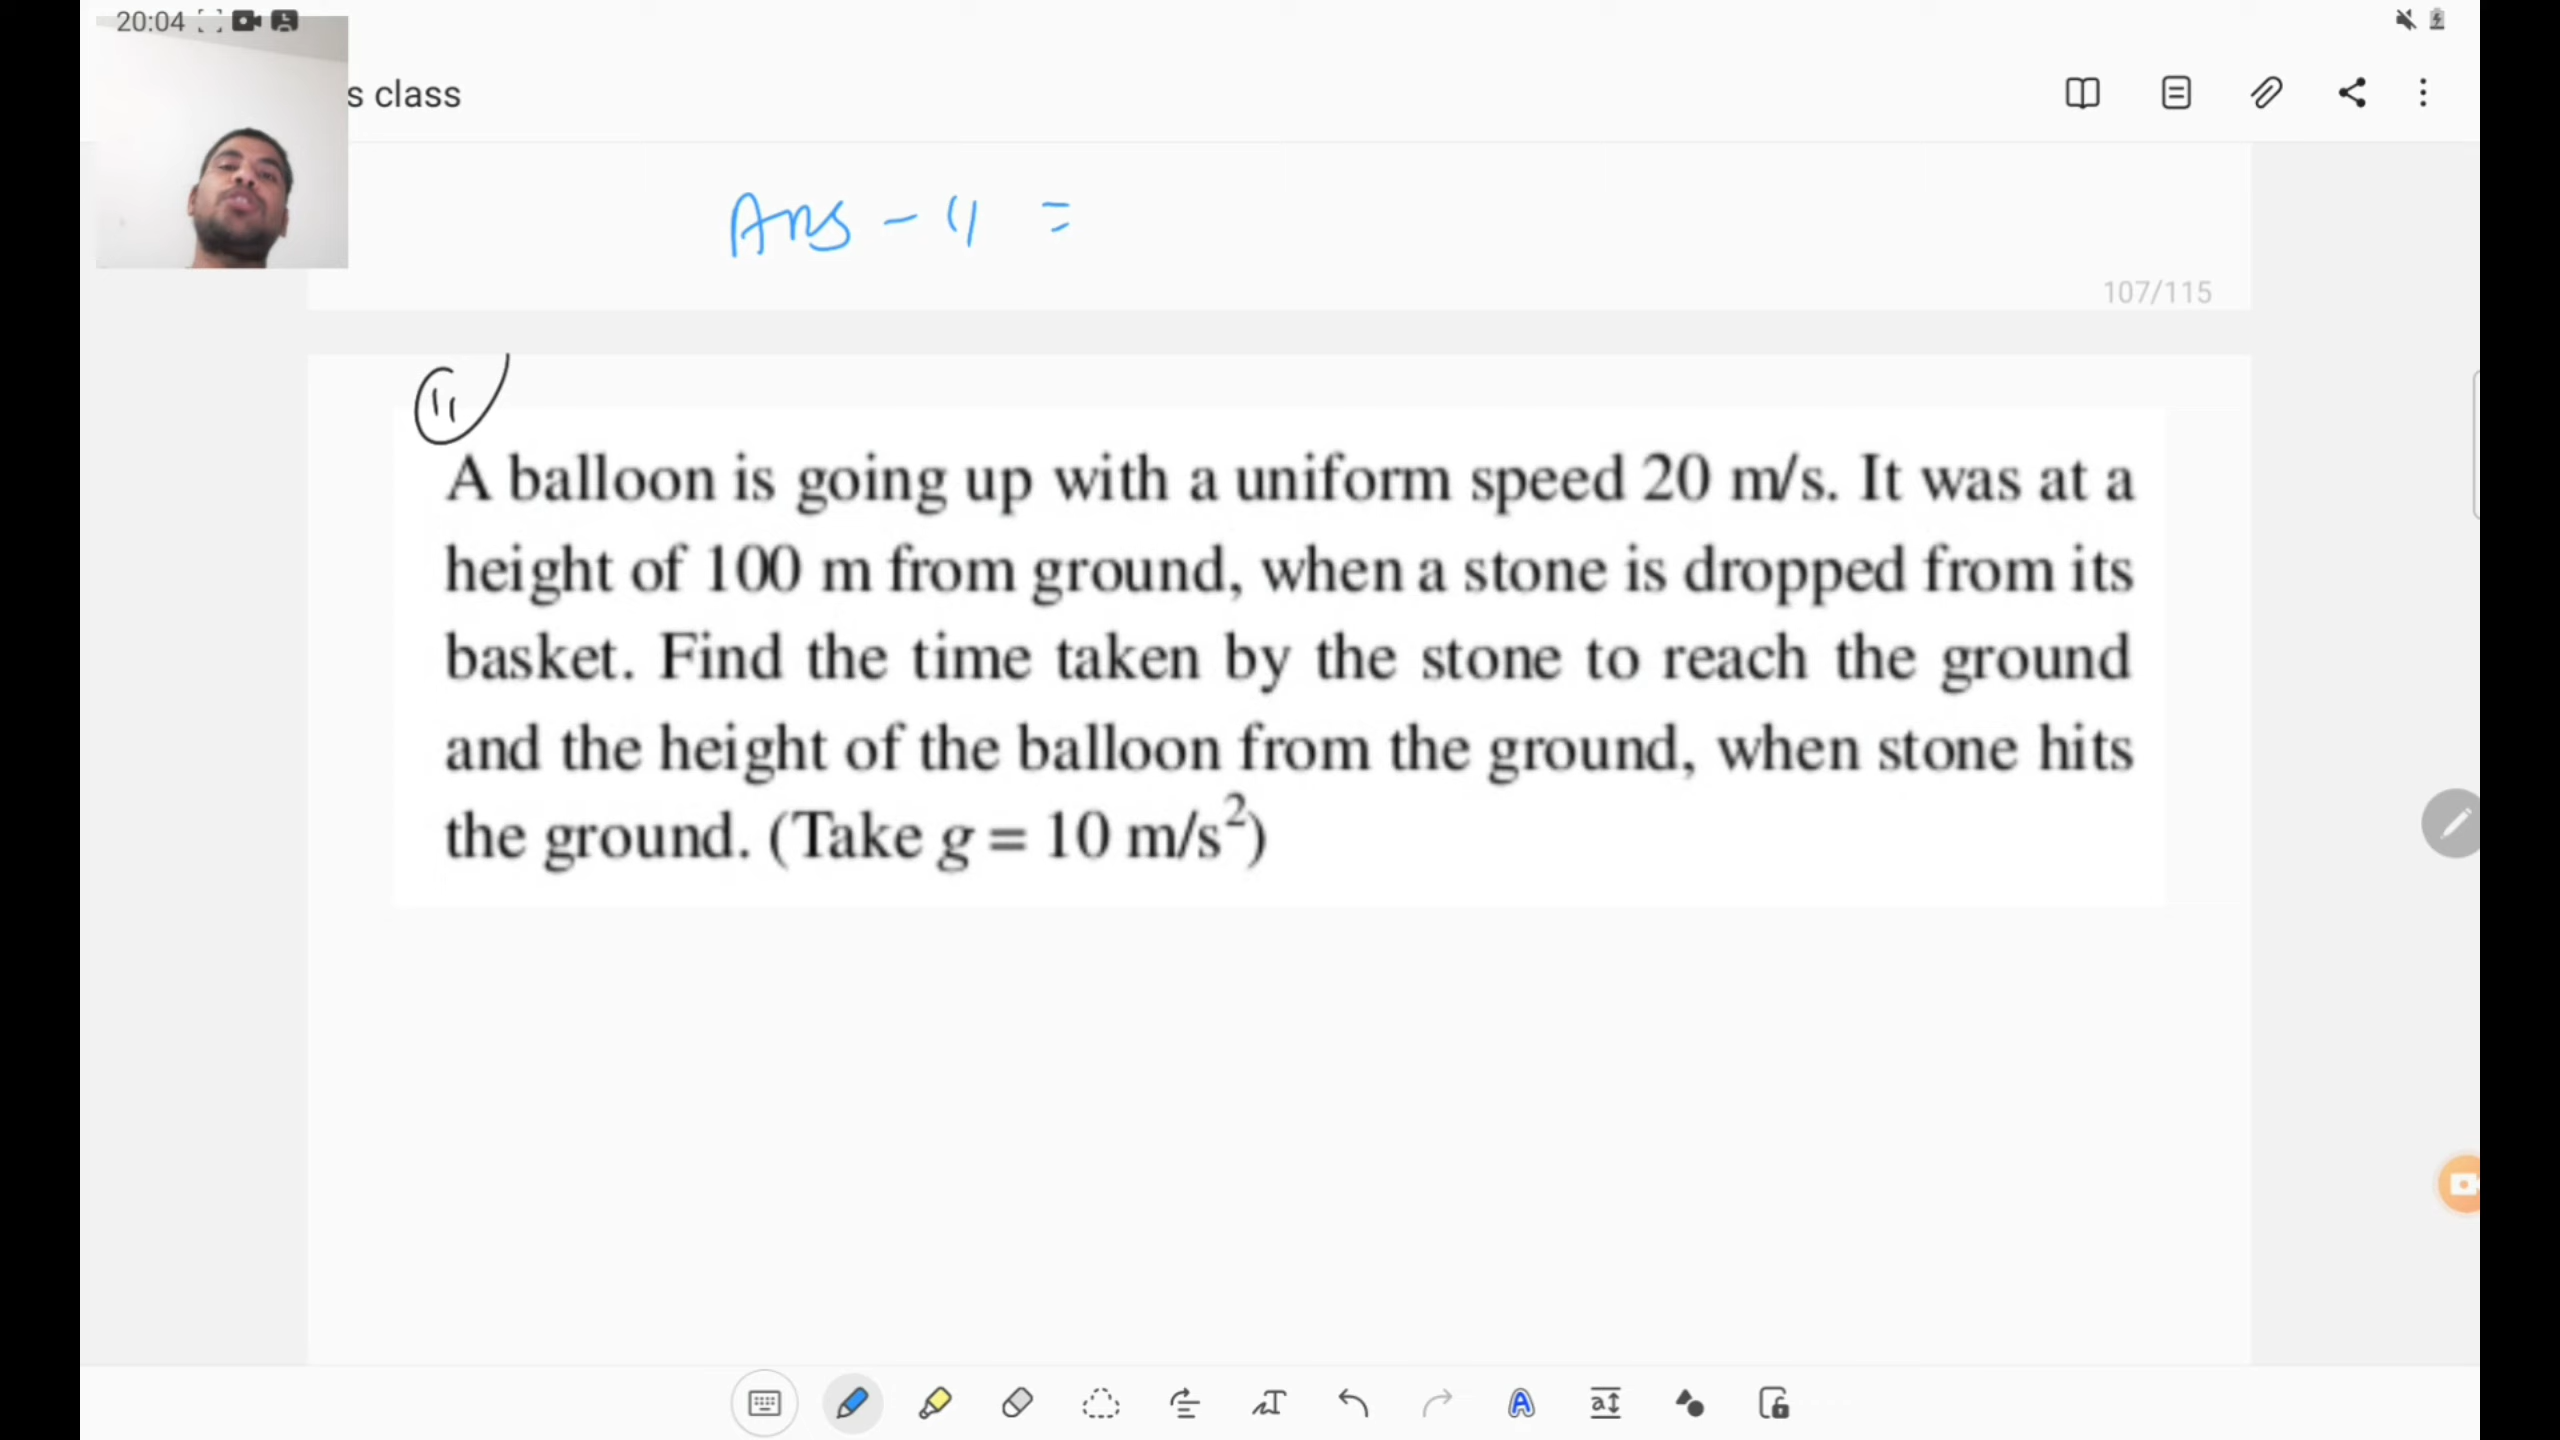 20:04
s class
Ans - 11 =
107/115
11
A balloon is going up with a uniform speed 20 m/s. It was at a
height of 100 m from ground, when a stone is dropped from its
basket. Find the time taken by the stone to reach the ground
and the height of the balloon from the ground, when stone hits
the ground. (Take g = 10 m/s²)